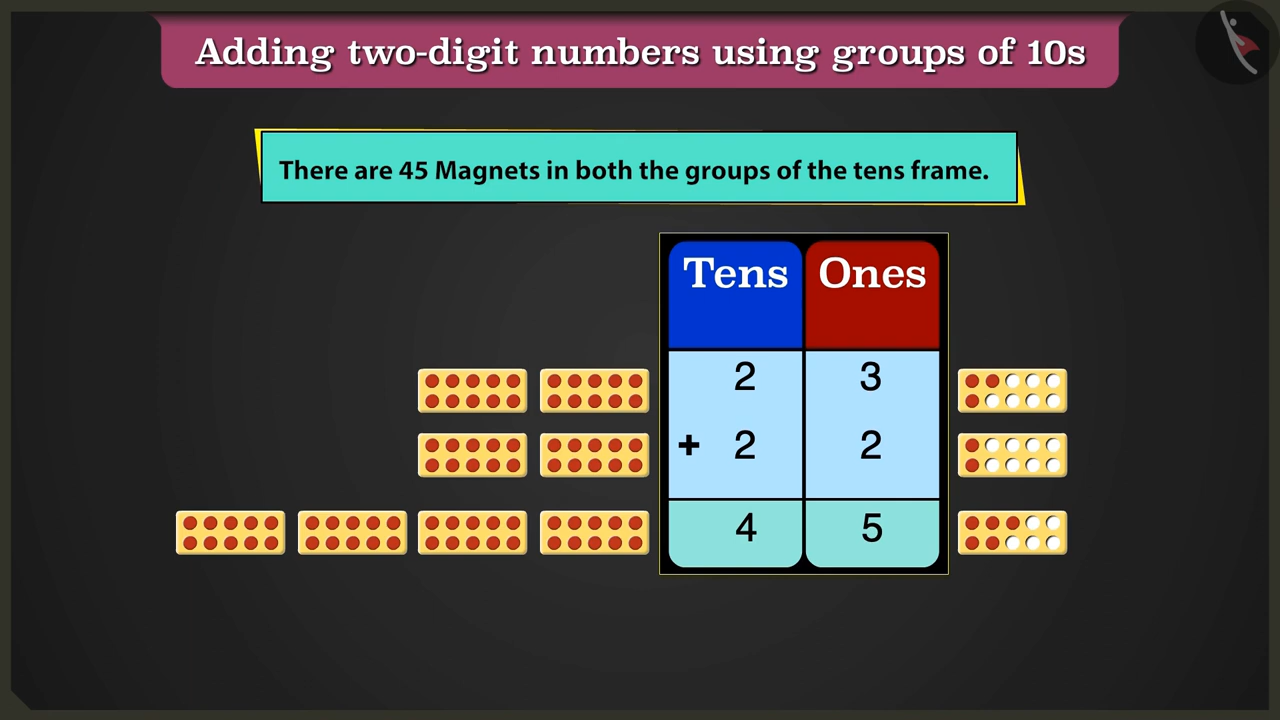 Adding two-digit numbers using groups of 10s
There are 45 Magnets in both the groups of the tens frame.
Tens Ones
2 3
+ 2 2
4 5